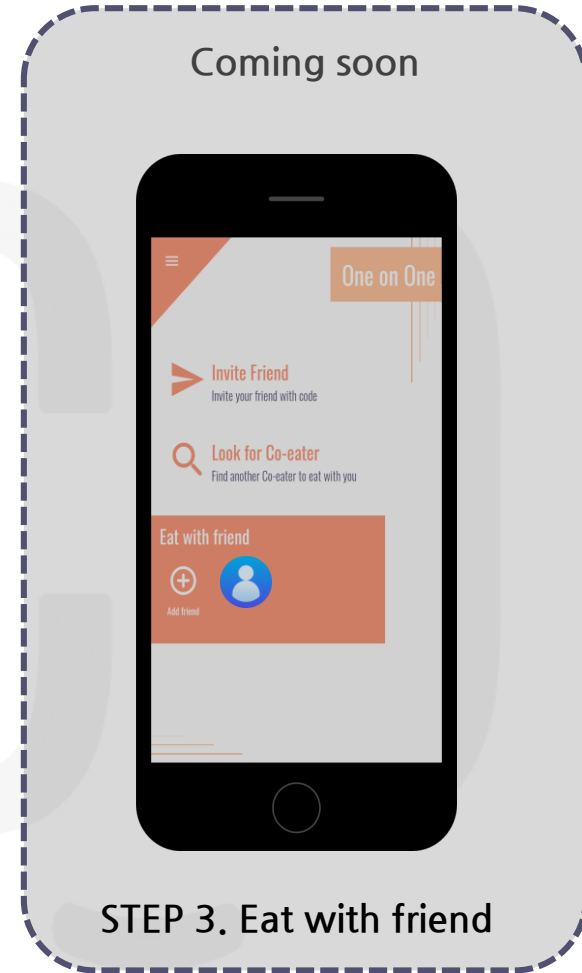 Coming soon
One on One
Invite Friend
Invite your friend with code
Look for Co-eater
Find another Co-eater to eat with you
Eat with friend
Add friend
STEP 3. Eat with friend